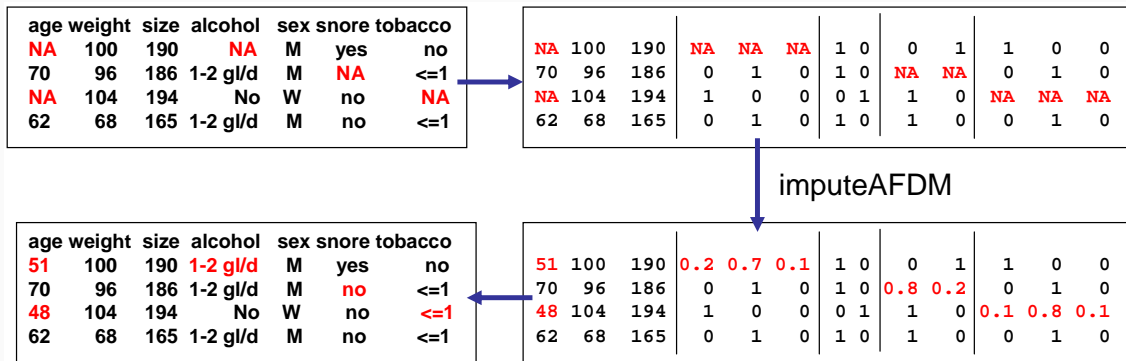 age weight size alcohol sex snore tobacco
NA 100 190 NA M yes no
70 96 186 1-2 gl/d M NA <=1
NA 104 194 No W no NA
62 68 165 1-2 gl/d M no <=1
NA 100 190 NA NA NA 1 0 0 1 1 0 0
70 96 186 0 1 0 1 0 NA NA 0 1 0
NA 104 194 1 0 0 0 1 1 0 NA NA NA
62 68 165 0 1 0 1 0 1 0 0 1 0
imputeAFDM
age weight size alcohol sex snore tobacco
51 100 190 1-2 gl/d M yes no
70 96 186 1-2 gl/d M no <=1
48 104 194 No W no <=1
62 68 165 1-2 gl/d M no <=1
51 100 190 0.2 0.7 0.1 1 0 0 1 1 0 0
70 96 186 0 1 0 1 0 0.8 0.2 0 1 0
48 104 194 1 0 0 0 1 1 0 0.1 0.8 0.1
62 68 165 0 1 0 1 0 1 0 0 1 0